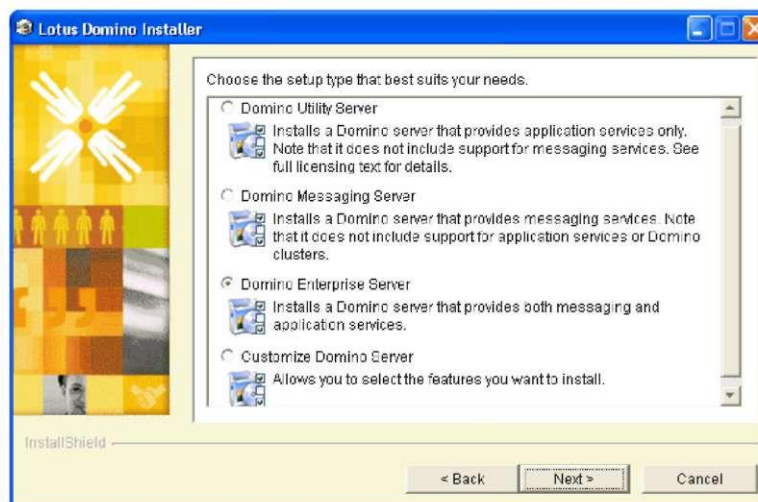 Lotus Domino Installer
Choose the setup type that best suits your needs.
Domino Utility Server
Installs a Domino server that provides application services only.
Note that it does not include support for messaging services. See
full licensing text for details.
Domino Messaging Server
Installs a Domino server that provides messaging services. Note
that it does not include support for application services or Domino
clusters.
Domino Enterprise Server
Installs a Domino server that provides both messaging and
application services.
Customize Domino Server
Allows you to select the features you want to install.
InstallShield
< Back
Next >
Cancel